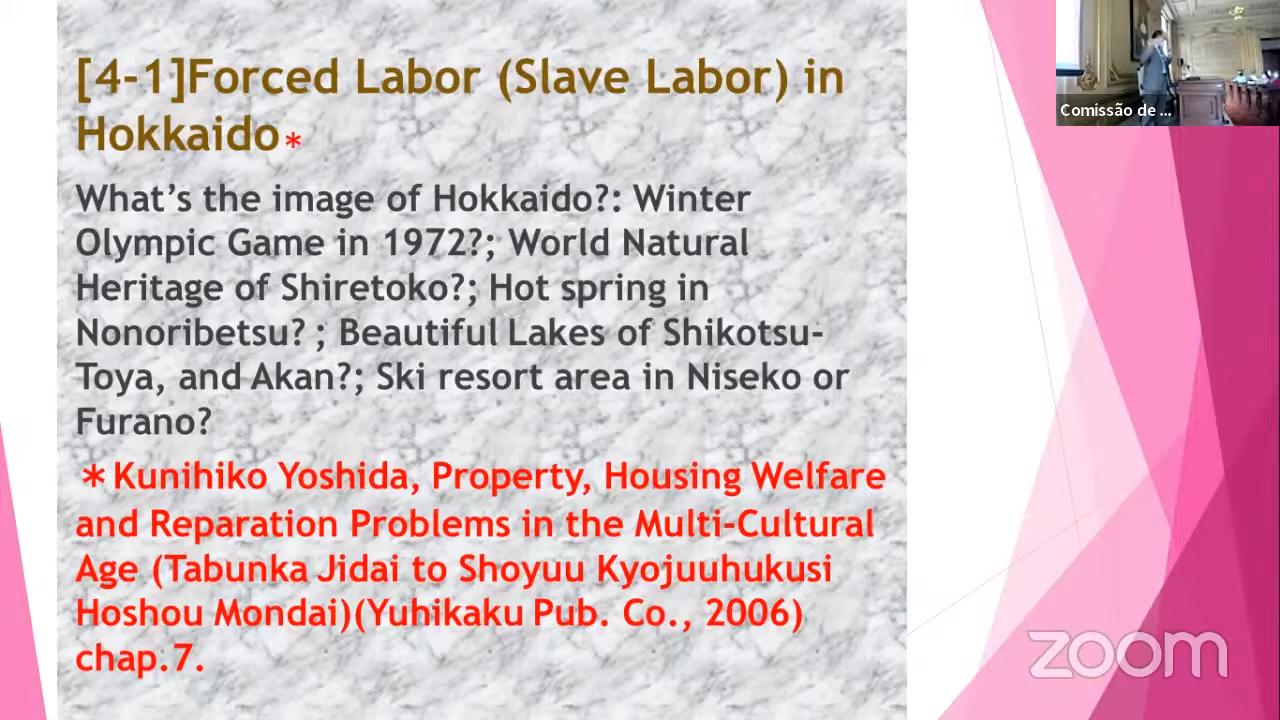 [4-1]Forced Labor (Slave Labor) in
Hokkaido*
What’s the image of Hokkaido?: Winter
Olympic Game in 1972?; World Natural
Heritage of Shiretoko?; Hot spring in
Nonoribetsu? ; Beautiful Lakes of Shikotsu-
Toya, and Akan?; Ski resort area in Niseko or
Furano?
＊Kunihiko Yoshida, Property, Housing Welfare
and Reparation Problems in the Multi-Cultural
Age (Tabunka Jidai to Shoyuu Kyojuuhukusi
Hoshou Mondai)(Yuhikaku Pub. Co., 2006)
chap.7.
Comissão de ...
zoom